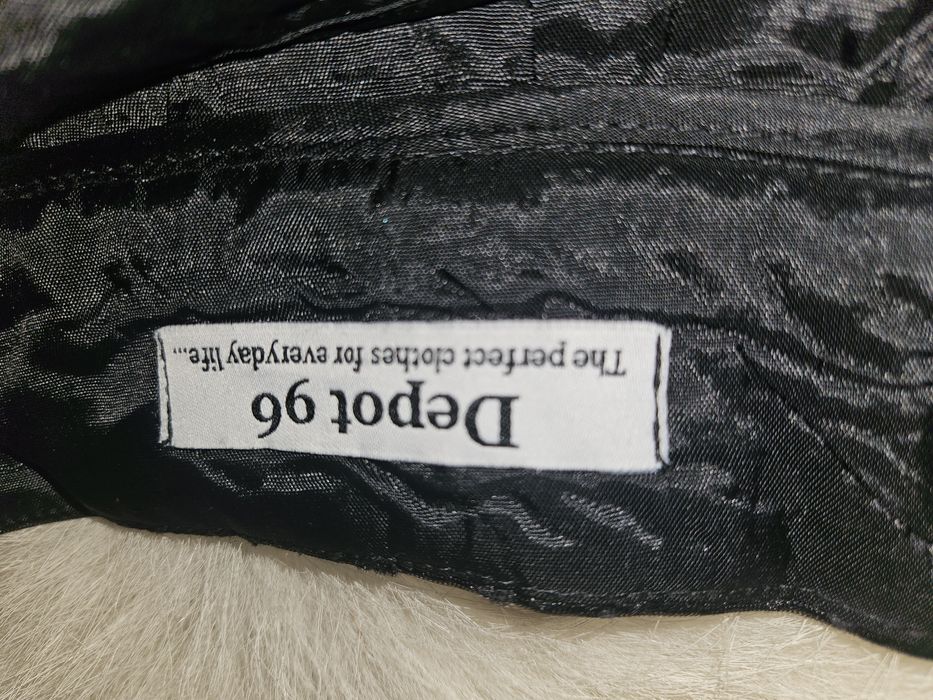 Depot 96
The perfect clothes for everyday life...